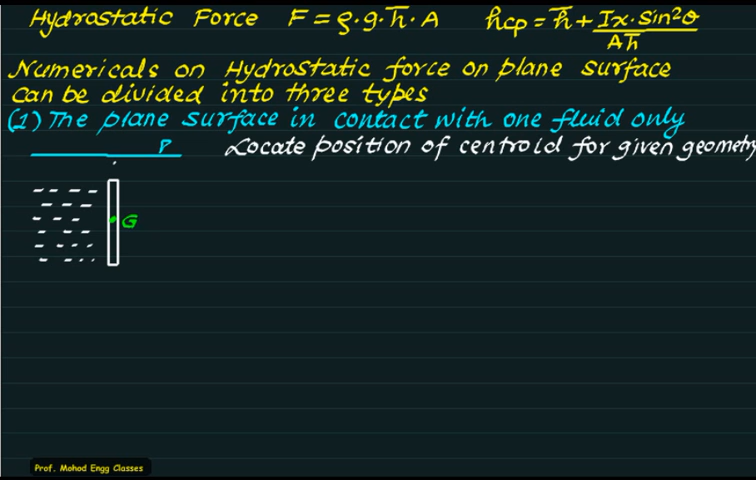 Hydrostatic Force F = ρ.g.h̄.A hcp = h̄ + Ix.Sin²θ / Ah̄
Numericals on Hydrostatic force on plane surface
can be divided into three types
(1) The plane surface in contact with one fluid only
P Locate position of centroid for given geometry
G
Prof. Mohod Engg Classes